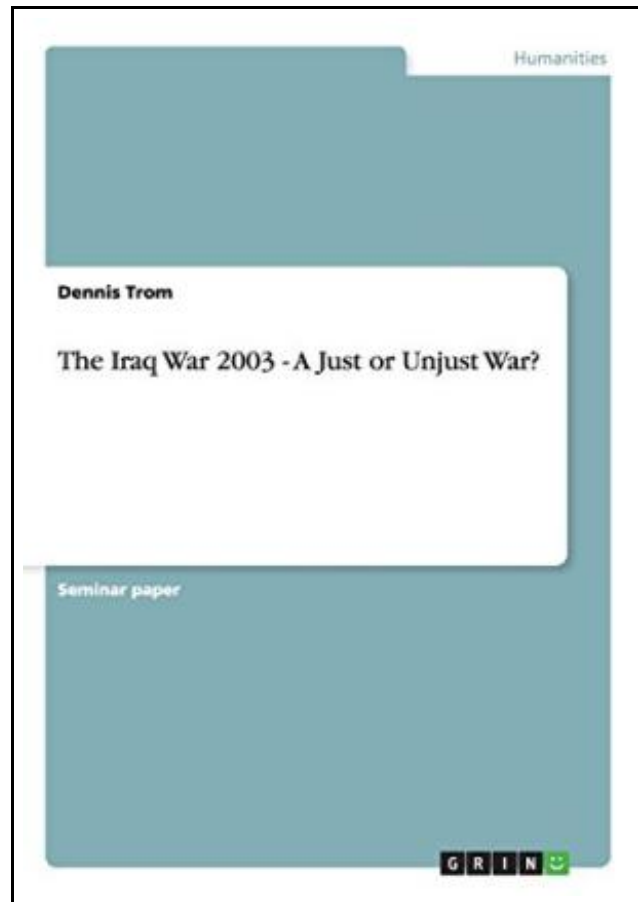 Humanities
Dennis Trom
The Iraq War 2003 - A Just or Unjust War?
Seminar paper
GRIN